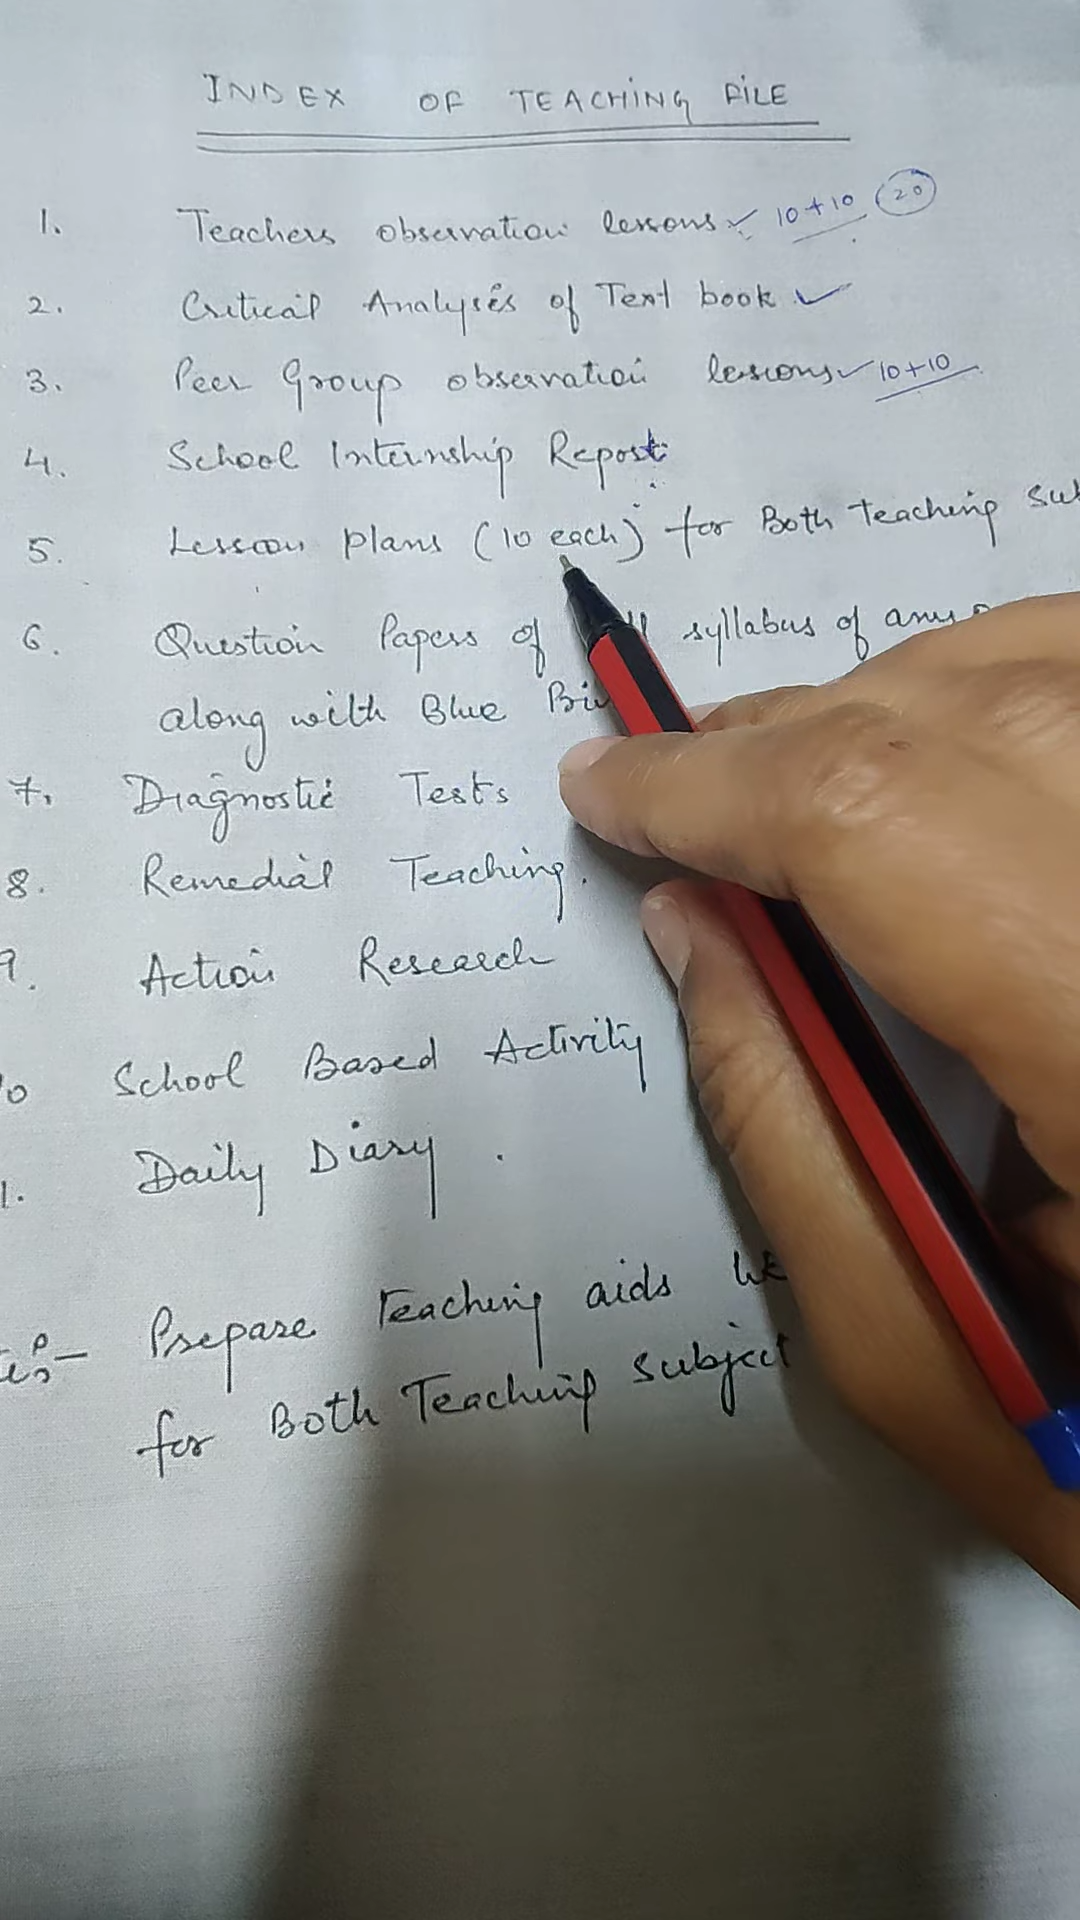 INDEX OF TEACHING FILE
1. Teachers observation lessons 10+10 20
2. Critical Analysis of Text book
3. Peer Group observation lessons 10+10
4. School Internship Report
5. Lesson plans (10 each) for Both Teaching Sub
6. Question Papers of syllabus of any
along with Blue
7. Diagnostic Tests
8. Remedial Teaching.
9. Action Research
School Based Activity
Daily Diary.
Prepare Teaching aids
for Both Teaching subject